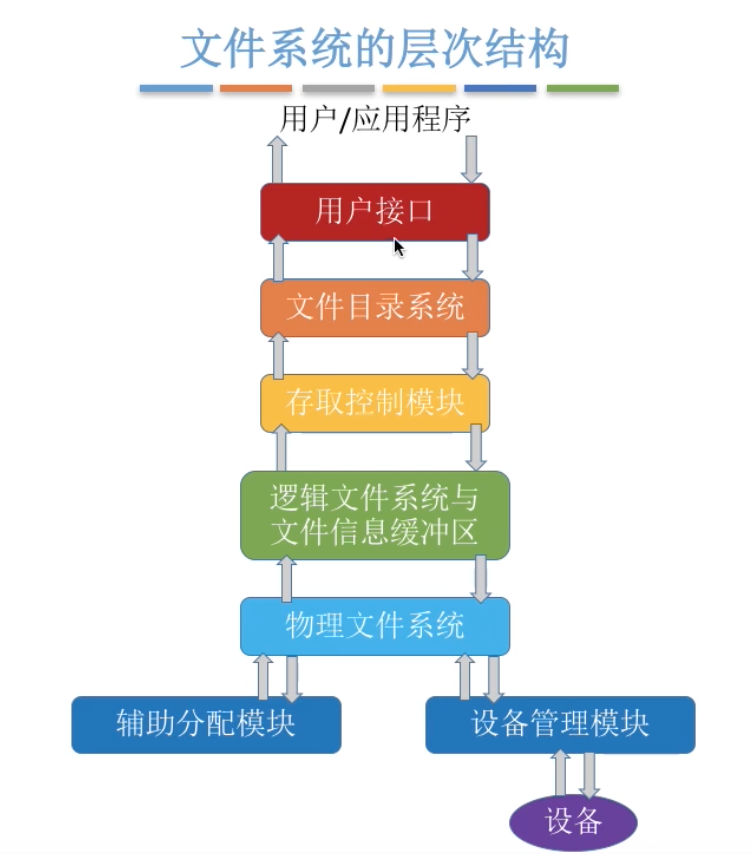 文件系统的层次结构
用户/应用程序
用户接口
文件目录系统
存取控制模块
逻辑文件系统与
文件信息缓冲区
物理文件系统
辅助分配模块
设备管理模块
设备